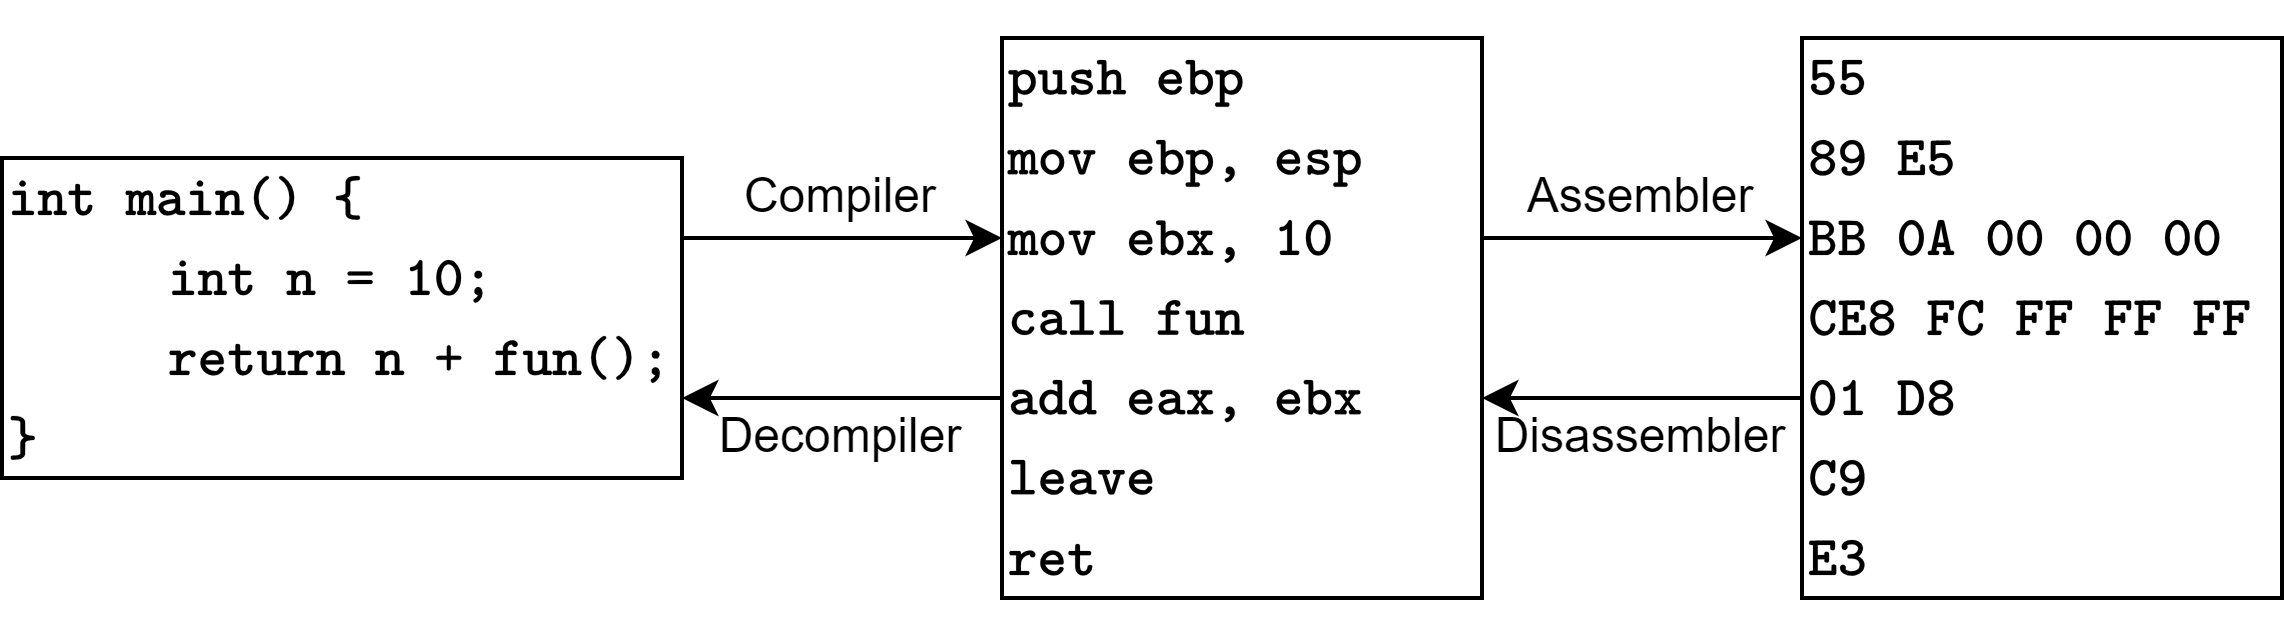 int main() {
int n = 10;
return n + fun();
}
Compiler
Decompiler
push ebp
mov ebp, esp
mov ebx, 10
call fun
add eax, ebx
leave
ret
Assembler
Disassembler
55
89 E5
BB 0A 00 00 00
CE8 FC FF FF FF
01 D8
C9
E3